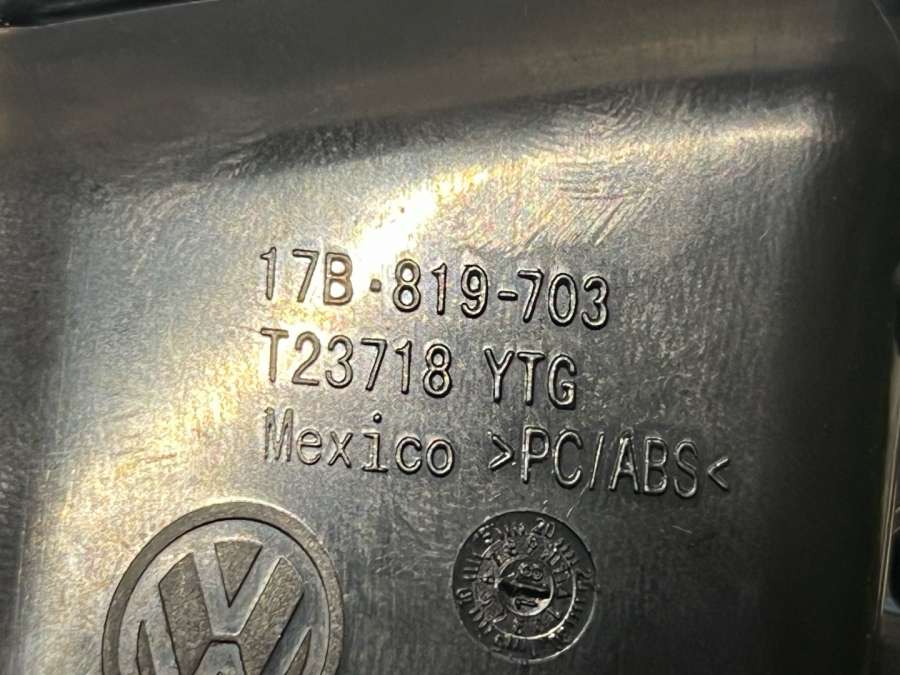 17B·819-703
T23718 YTG
Mexico >PC/ABS<